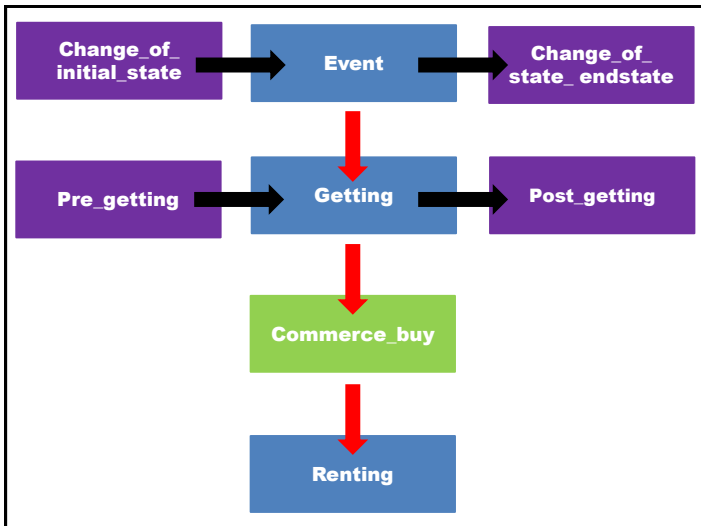 Change_of_
initial_state
Event
Change_of_
state_ endstate
Pre_getting
Getting
Post_getting
Commerce_buy
Renting